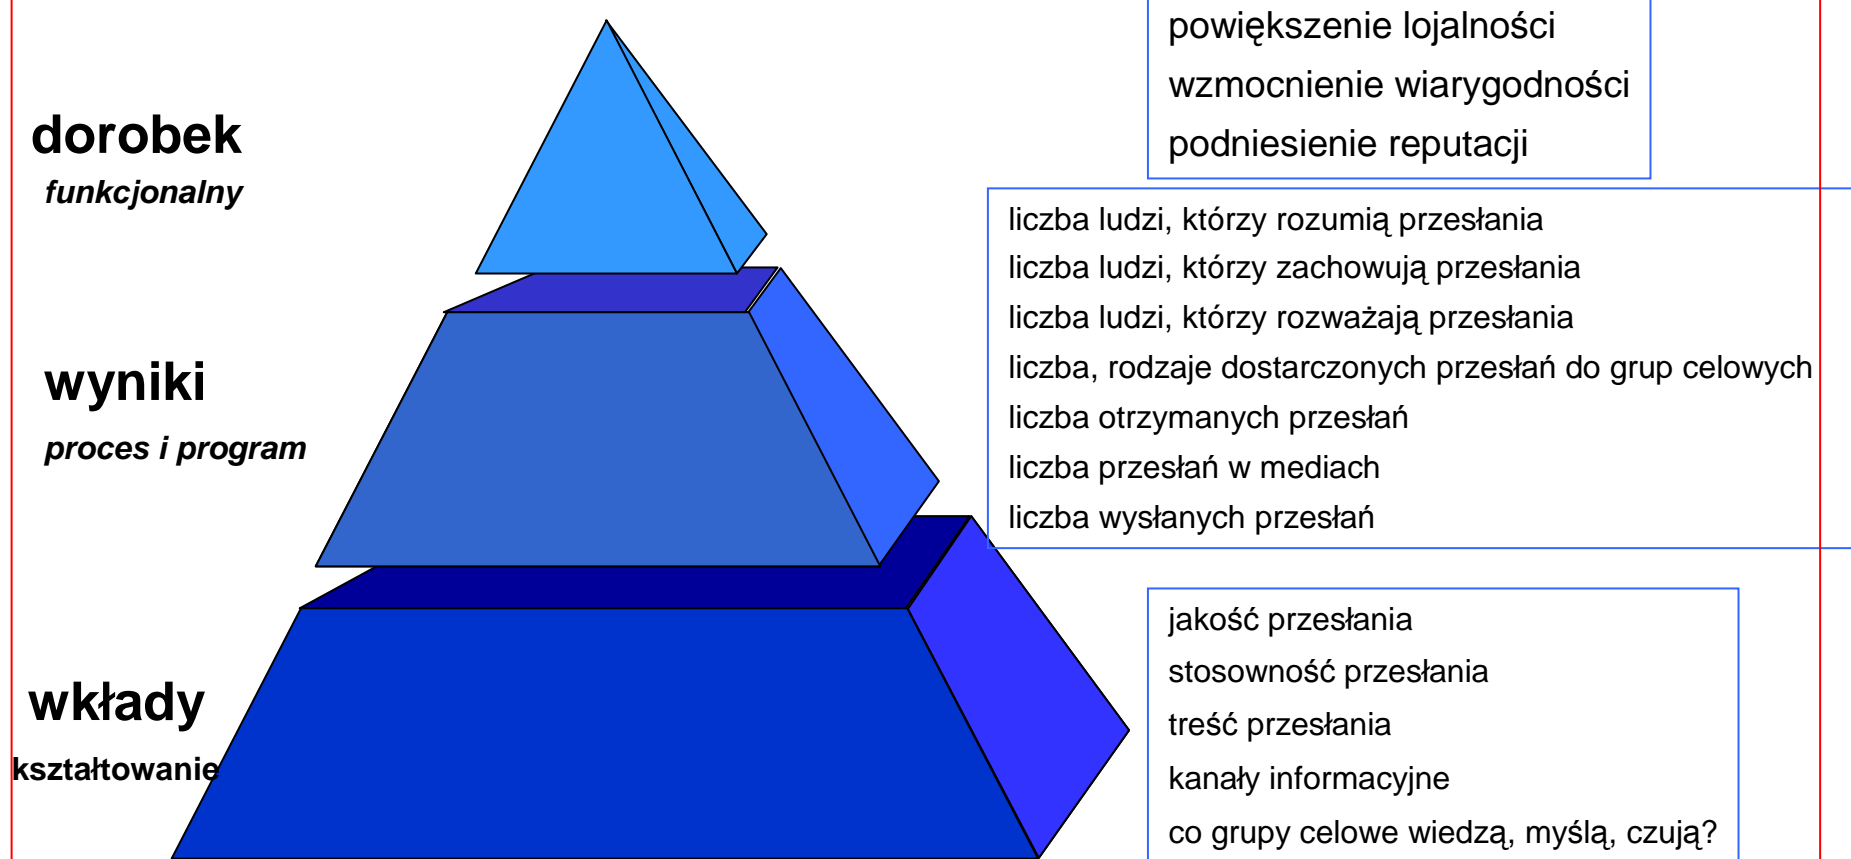 powiększenie lojalności
wzmocnienie wiarygodności
podniesienie reputacji
dorobek
funkcjonalny
liczba ludzi, którzy rozumią przesłania
liczba ludzi, którzy zachowują przesłania
liczba ludzi, którzy rozważają przesłania
liczba, rodzaje dostarczonych przesłań do grup celowych
liczba otrzymanych przesłań
liczba przesłań w mediach
liczba wysłanych przesłań
wyniki
proces i program
wkłady
kształtowanie
jakość przesłania
stosowność przesłania
treść przesłania
kanały informacyjne
co grupy celowe wiedzą, myślą, czują?